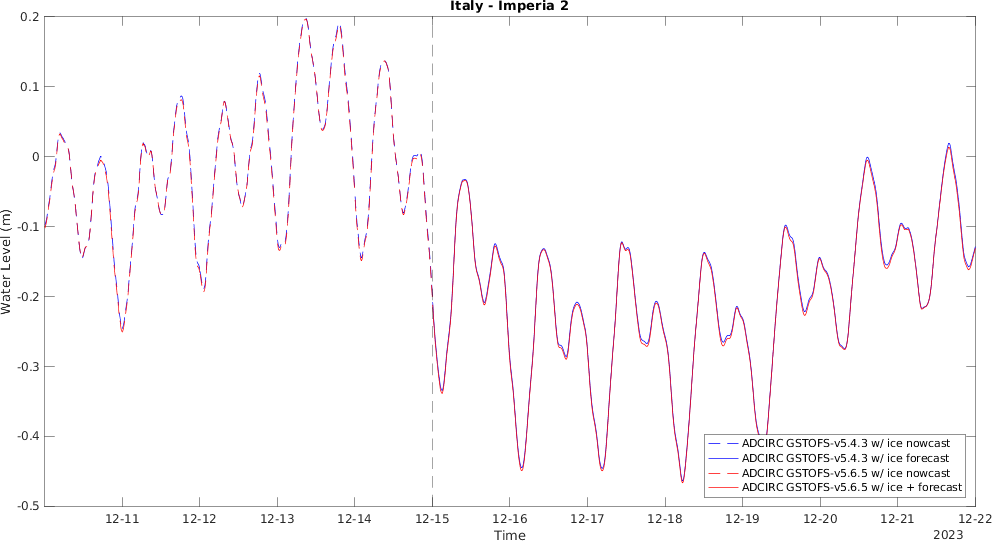 Italy - Imperia 2
Water Level (m)
0.2
0.1
0
-0.1
-0.2
-0.3
-0.4
-0.5
ADCIRC GSTOFS-v5.4.3 w/ ice nowcast
ADCIRC GSTOFS-v5.4.3 w/ ice forecast
ADCIRC GSTOFS-v5.6.5 w/ ice nowcast
ADCIRC GSTOFS-v5.6.5 w/ ice + forecast
12-11 12-12 12-13 12-14 12-15 12-16 12-17 12-18 12-19 12-20 12-21 12-22
Time
2023